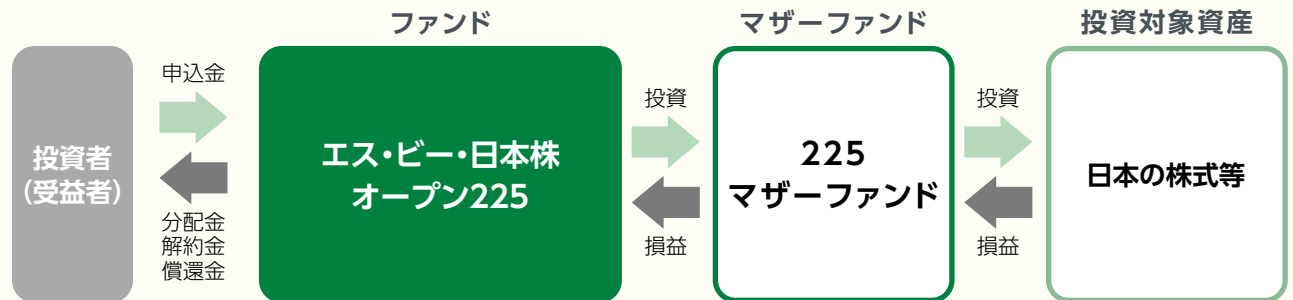 ファンド
マザーファンド
投資対象資産
投資者
(受益者)
申込金
分配金
解約金
償還金
エス・ビー・日本株
オープン225
投資
損益
225
マザーファンド
投資
損益
日本の株式等